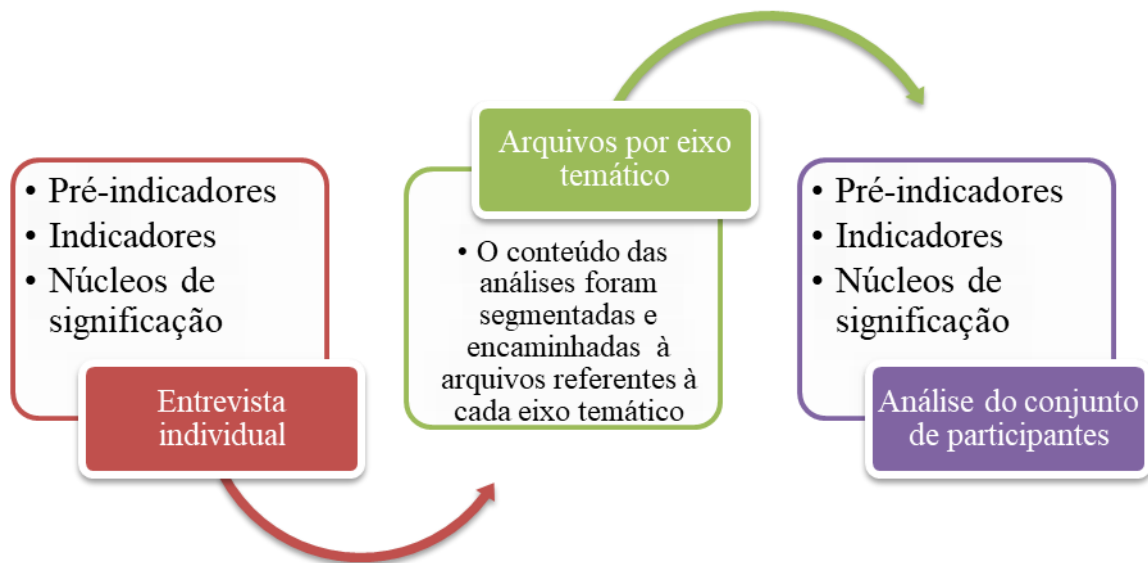 • Pré-indicadores
• Indicadores
• Núcleos de
significação
Entrevista
individual
Arquivos por eixo
temático
• O conteúdo das
análises foram
segmentadas e
encaminhadas à
arquivos referentes à
cada eixo temático
• Pré-indicadores
• Indicadores
• Núcleos de
significação
Análise do conjunto
de participantes